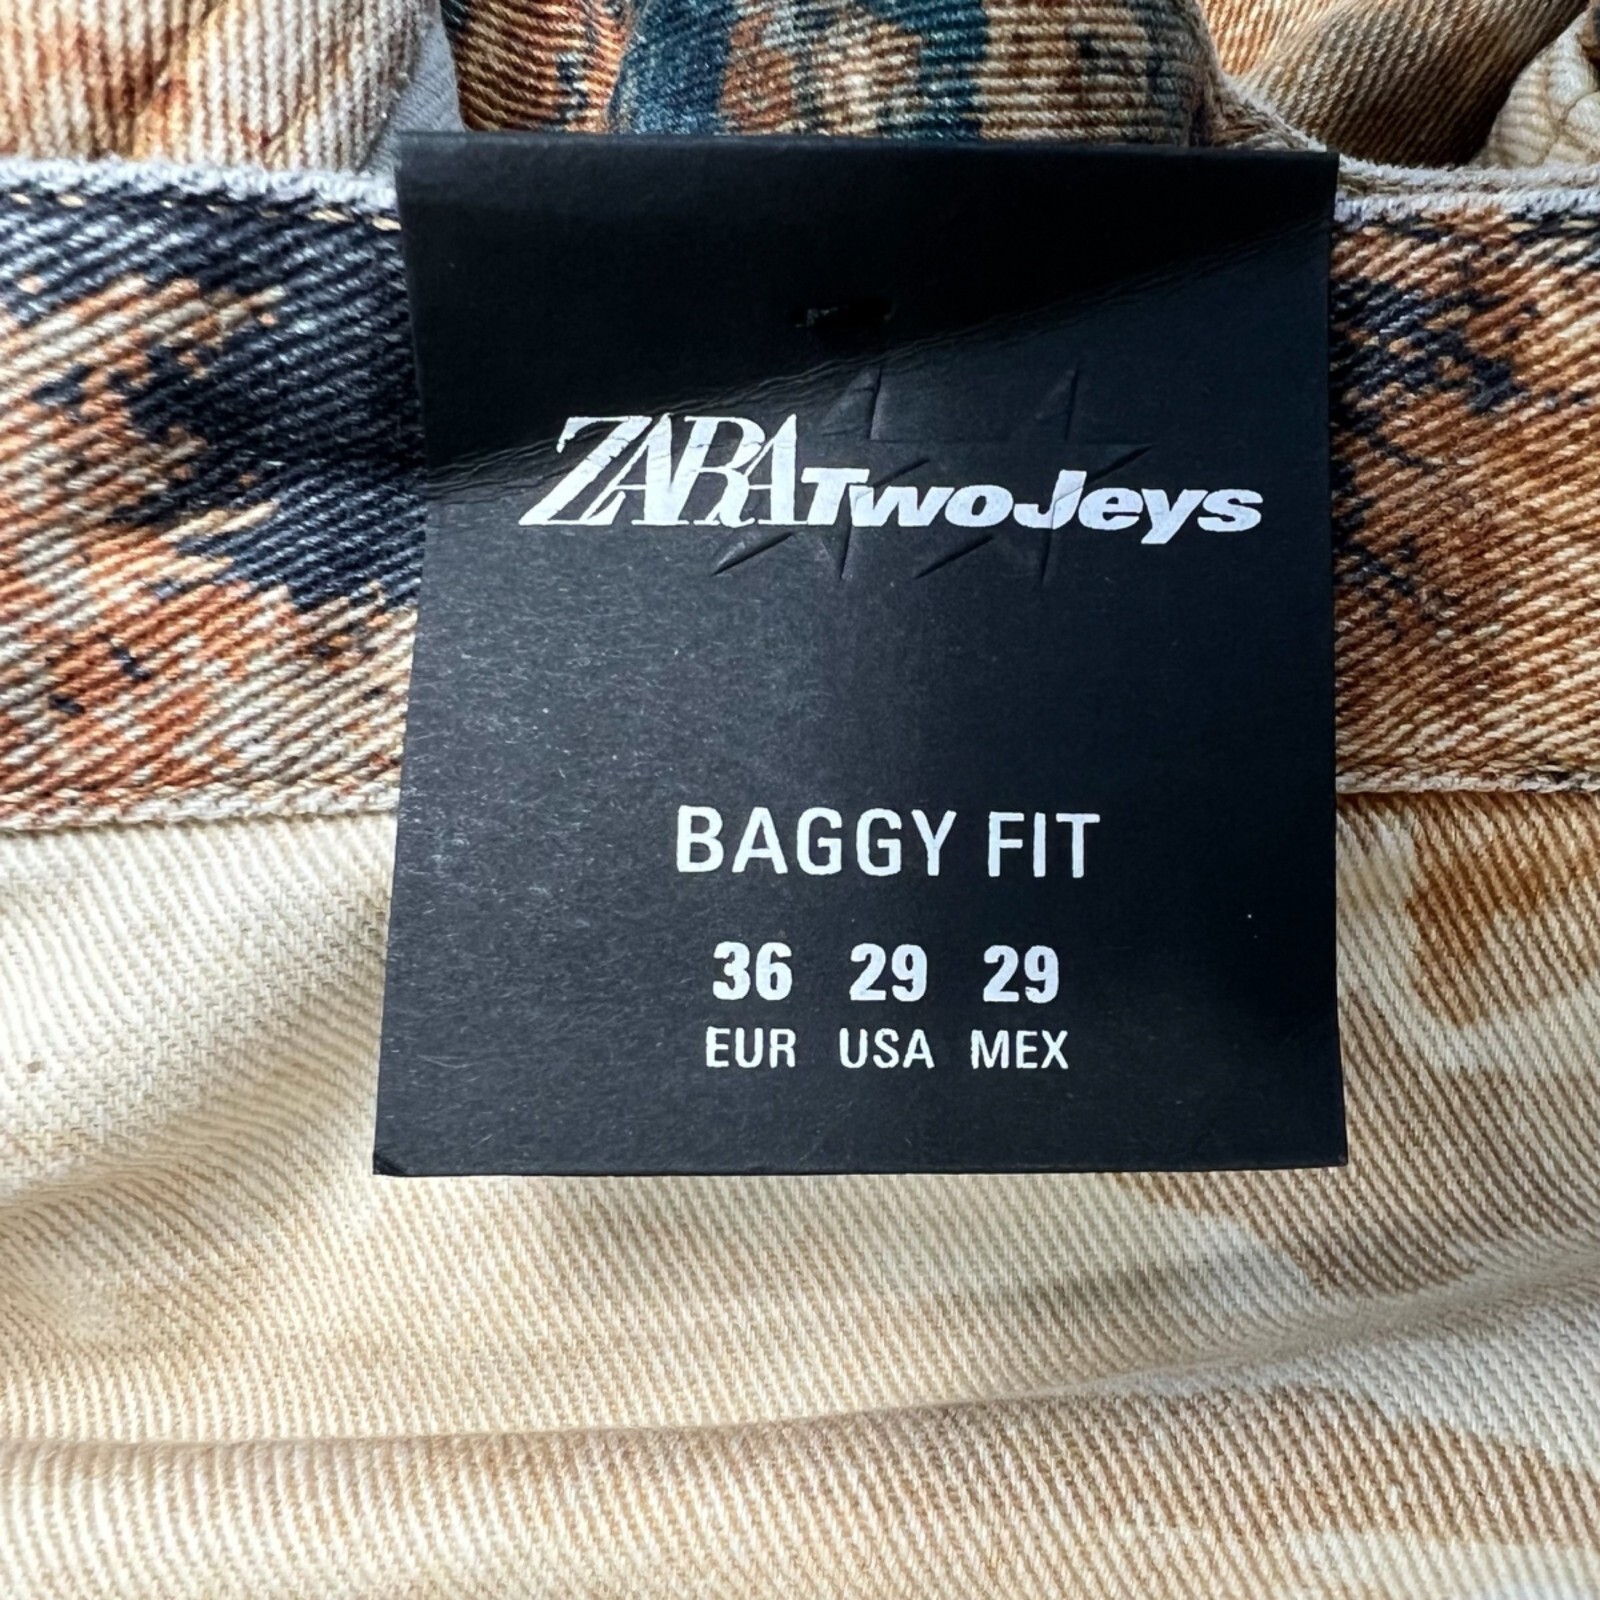 ZARA TwoJeys
BAGGY FIT
36 29 29
EUR USA MEX